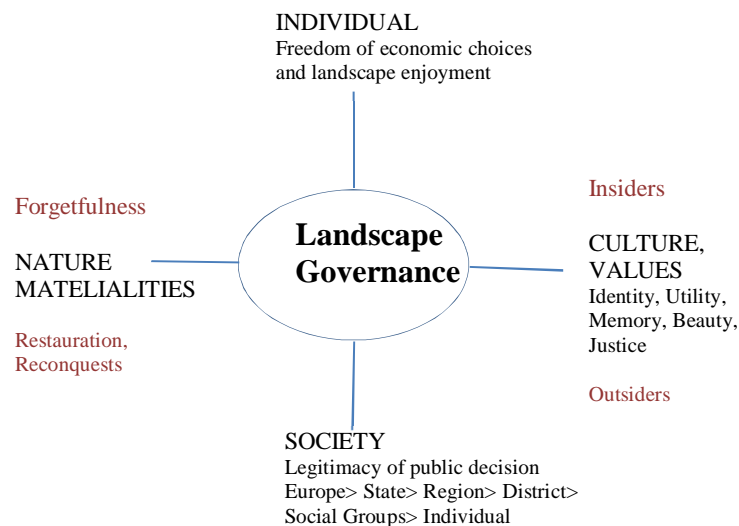 INDIVIDUAL
Freedom of economic choices
and landscape enjoyment
Forgetfulness
NATURE
MATELIALITIES
Restauration,
Reconquests
Landscape
Governance
Insiders
CULTURE,
VALUES
Identity, Utility,
Memory, Beauty,
Justice
Outsiders
SOCIETY
Legitimacy of public decision
Europe> State> Region> District>
Social Groups> Individual